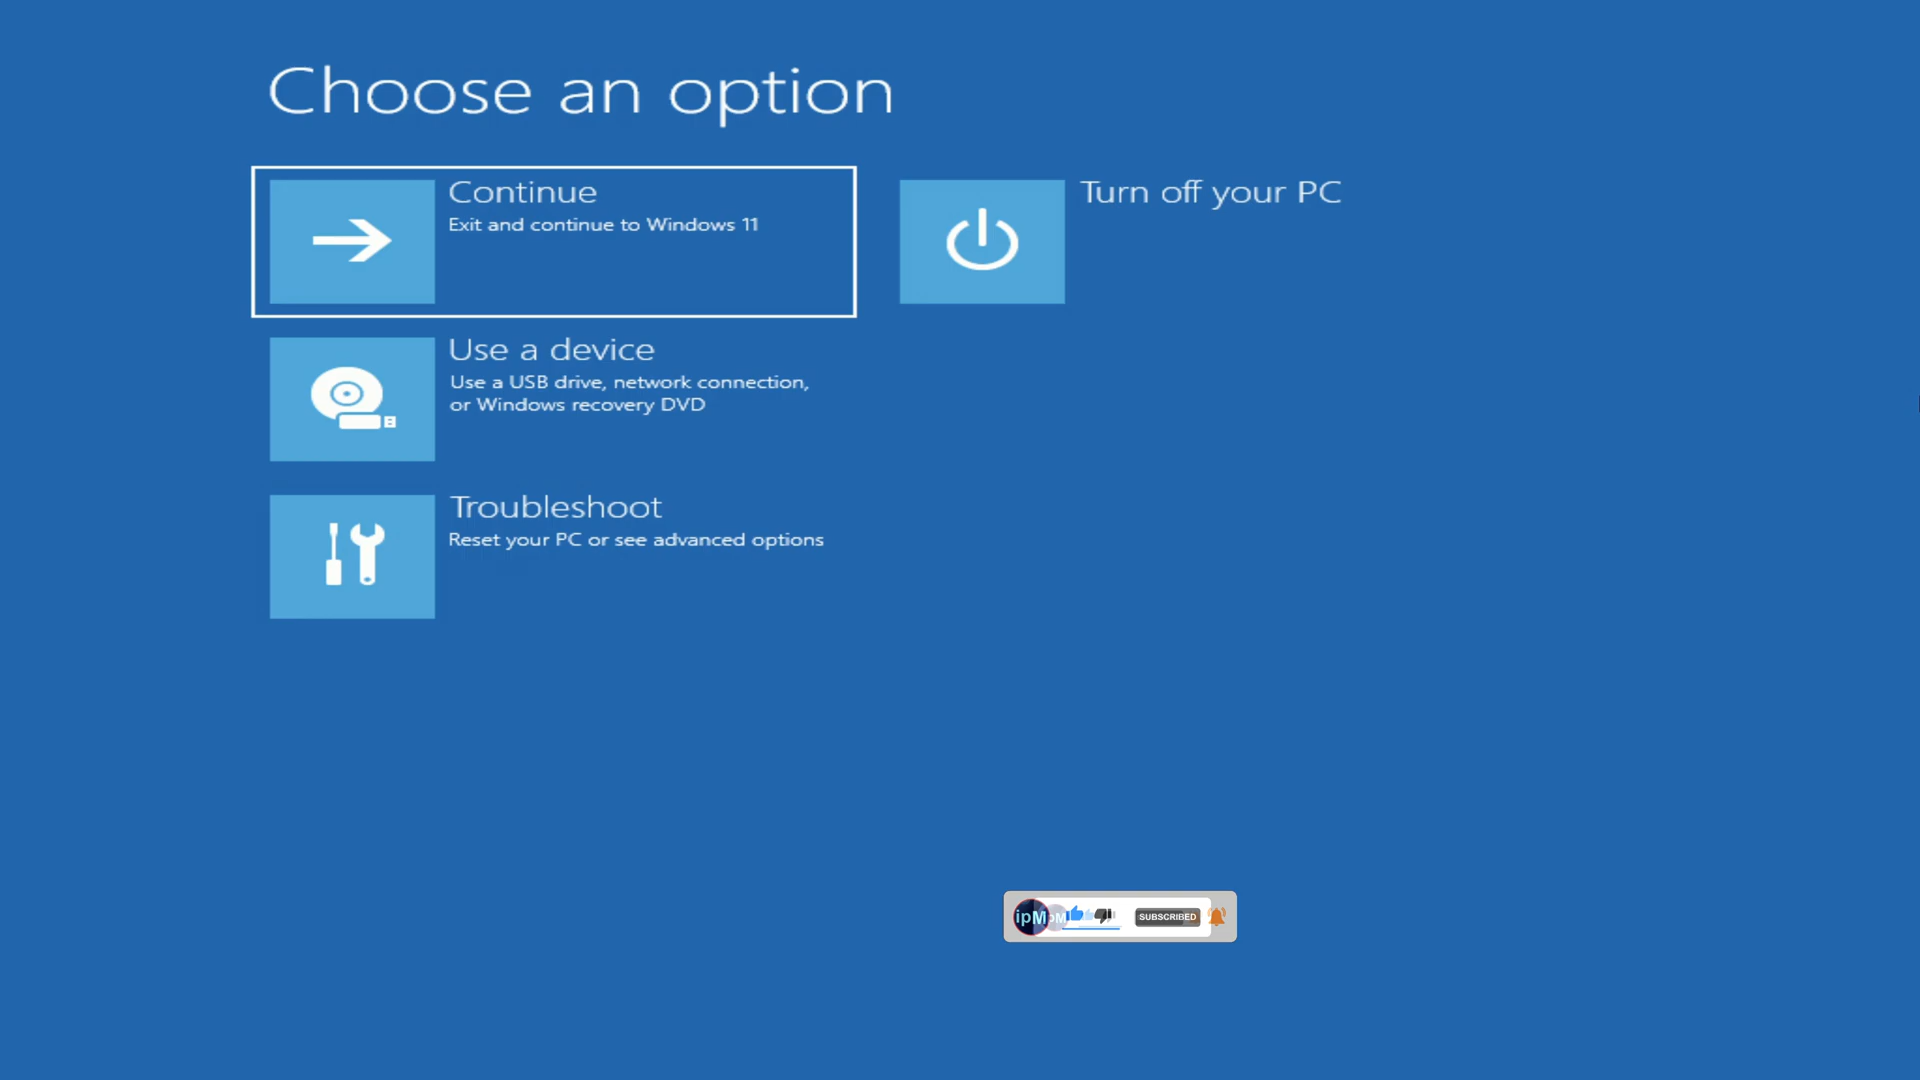 Choose an option
Continue
Exit and continue to Windows 11
Turn off your PC
Use a device
Use a USB drive, network connection,
or Windows recovery DVD
Troubleshoot
Reset your PC or see advanced options
ipM
SUBSCRIBED